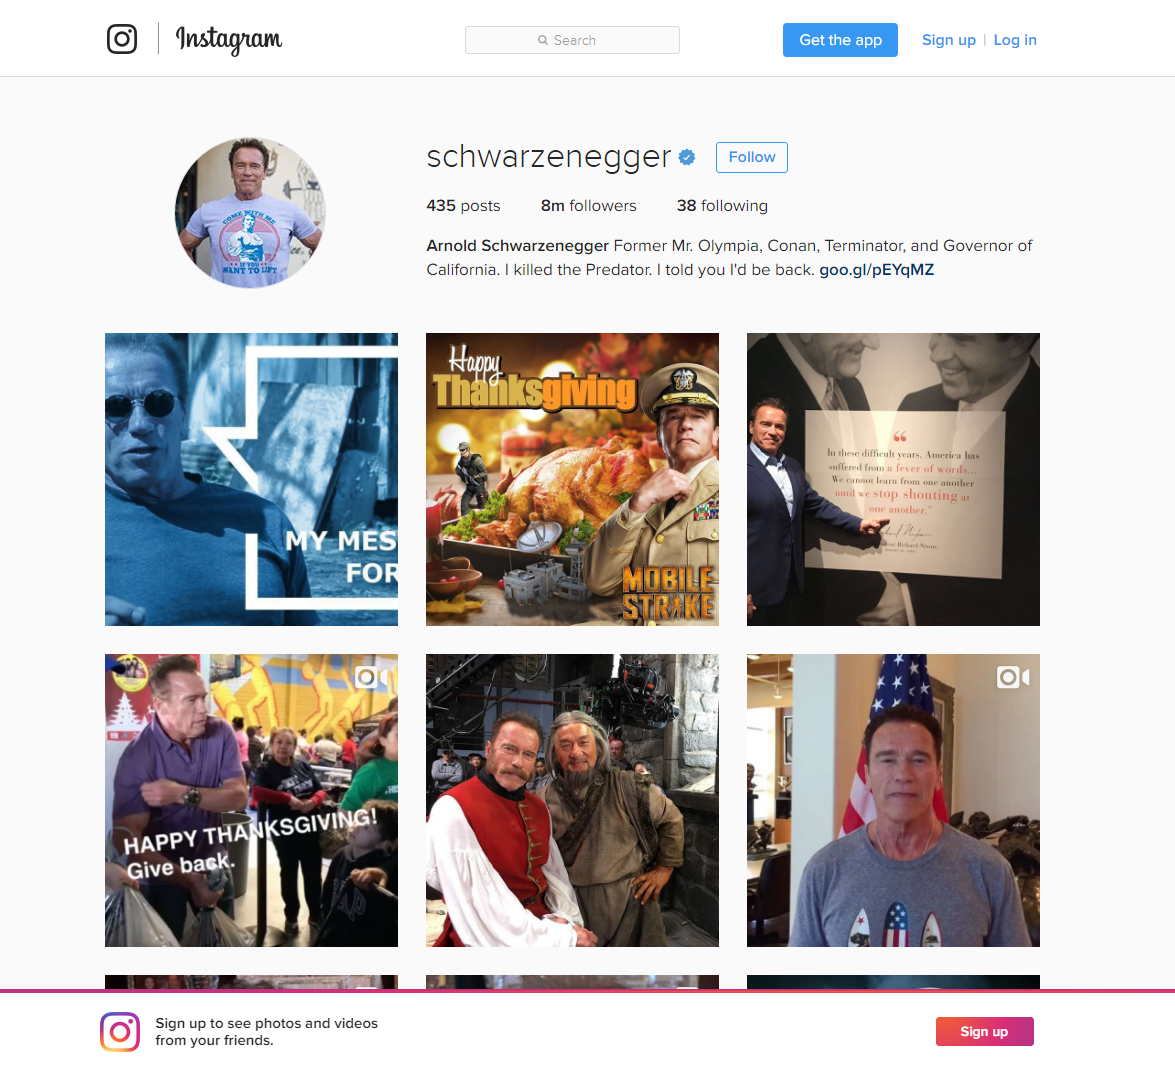 Instagram
Search
Get the app
Sign up | Log in
schwarzenegger
Follow
435 posts
8m followers
38 following
Arnold Schwarzenegger Former Mr. Olympia, Conan, Terminator, and Governor of
California. I killed the Predator. I told you I'd be back. goo.gl/pEYqMZ
COME WITH ME
IF YOU
WANT TO LIFT
MY MES
FOR
Happy
Thanksgiving
MOBILE
STRIKE
“
In these difficult years, America has
suffered from a fever of words...
We cannot learn from one another
until we stop shouting at
one another.”
Richard Nixon
HAPPY THANKSGIVING!
Give back.
GAP
Sign up to see photos and videos
from your friends.
Sign up